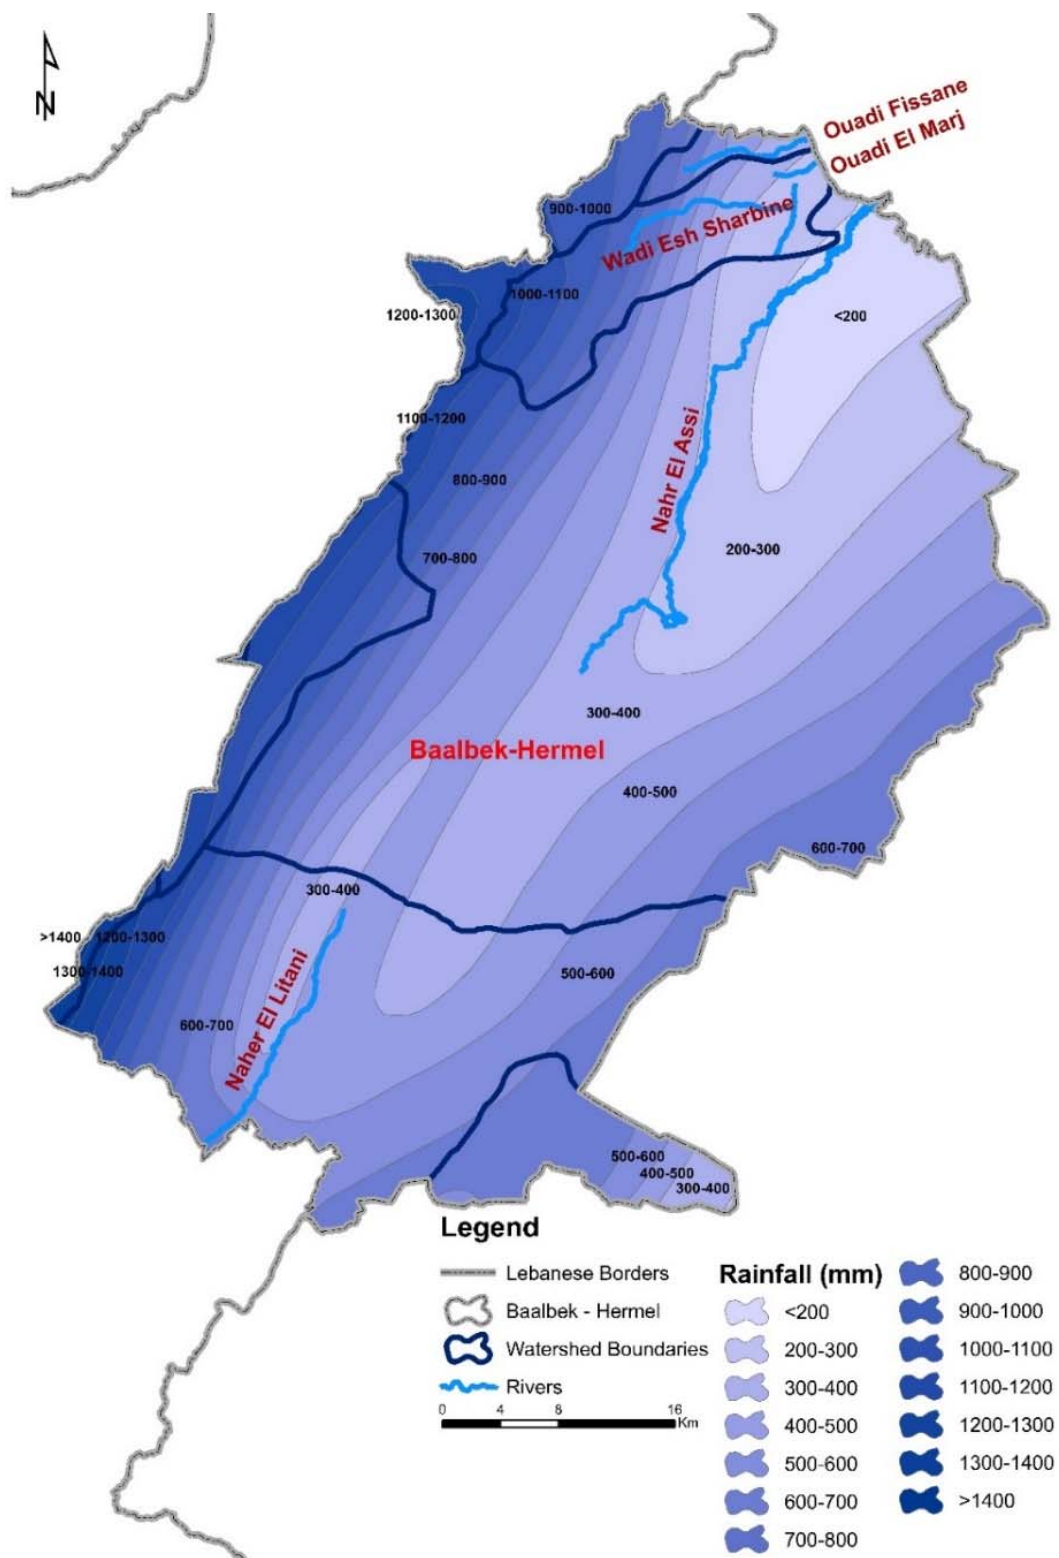 N
Ouadi Fissane
Ouadi El Marj
900-1000
Wadi Esh Sharbine
1000-1100
1200-1300
<200
1100-1200
Nahr El Assi
800-900
200-300
700-800
300-400
Baalbek-Hermel
400-500
600-700
300-400
>1400
1200-1300
1300-1400
500-600
Naher El Litani
600-700
500-600
400-500
300-400
Legend
Lebanese Borders
Baalbek - Hermel
Watershed Boundaries
Rivers
0 4 8 16
Km
Rainfall (mm)
<200
200-300
300-400
400-500
500-600
600-700
700-800
800-900
900-1000
1000-1100
1100-1200
1200-1300
1300-1400
>1400